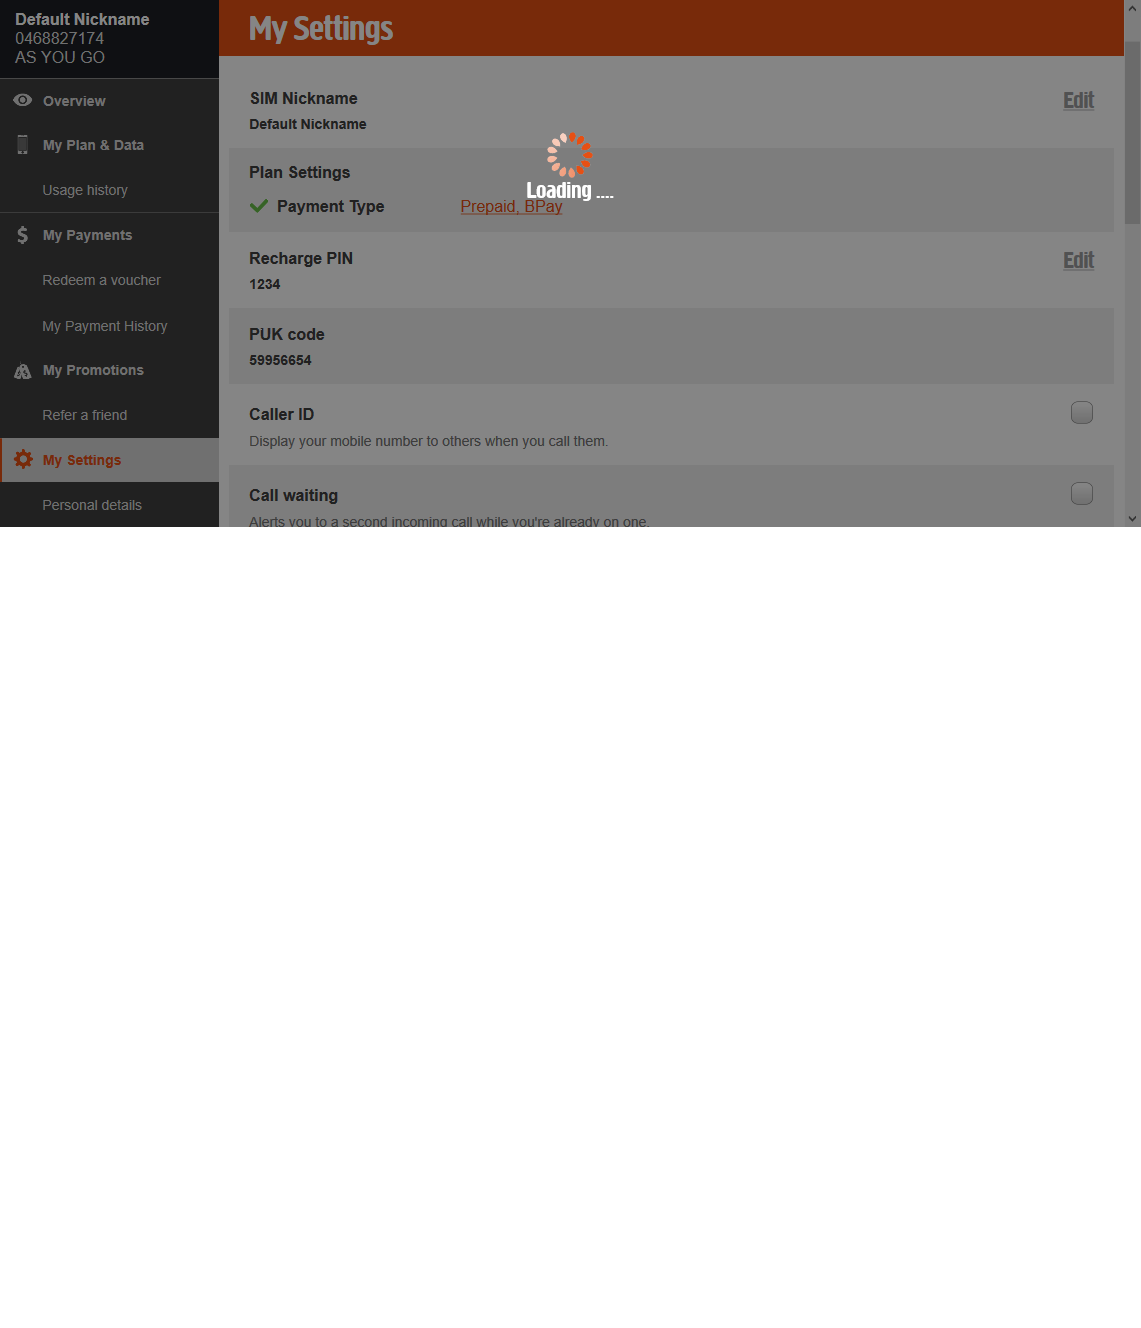 Default Nickname
0468827174
AS YOU GO
Overview
My Plan & Data
Usage history
My Payments
Redeem a voucher
My Payment History
My Promotions
Refer a friend
My Settings
Personal details
My Settings
SIM Nickname
Edit
Default Nickname
Loading ....
Plan Settings
Payment Type
Prepaid, BPay
Recharge PIN
Edit
1234
PUK code
59956654
Caller ID
Display your mobile number to others when you call them.
Call waiting
Alerts you to a second incoming call while you're already on one.